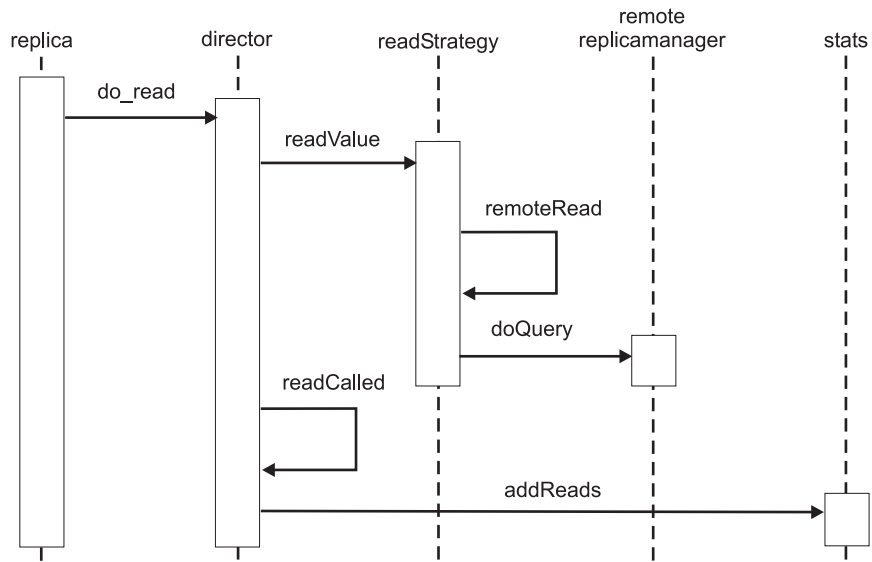 replica
director
readStrategy
remote
replicamanager
stats
do_read
readValue
remoteRead
doQuery
readCalled
addReads